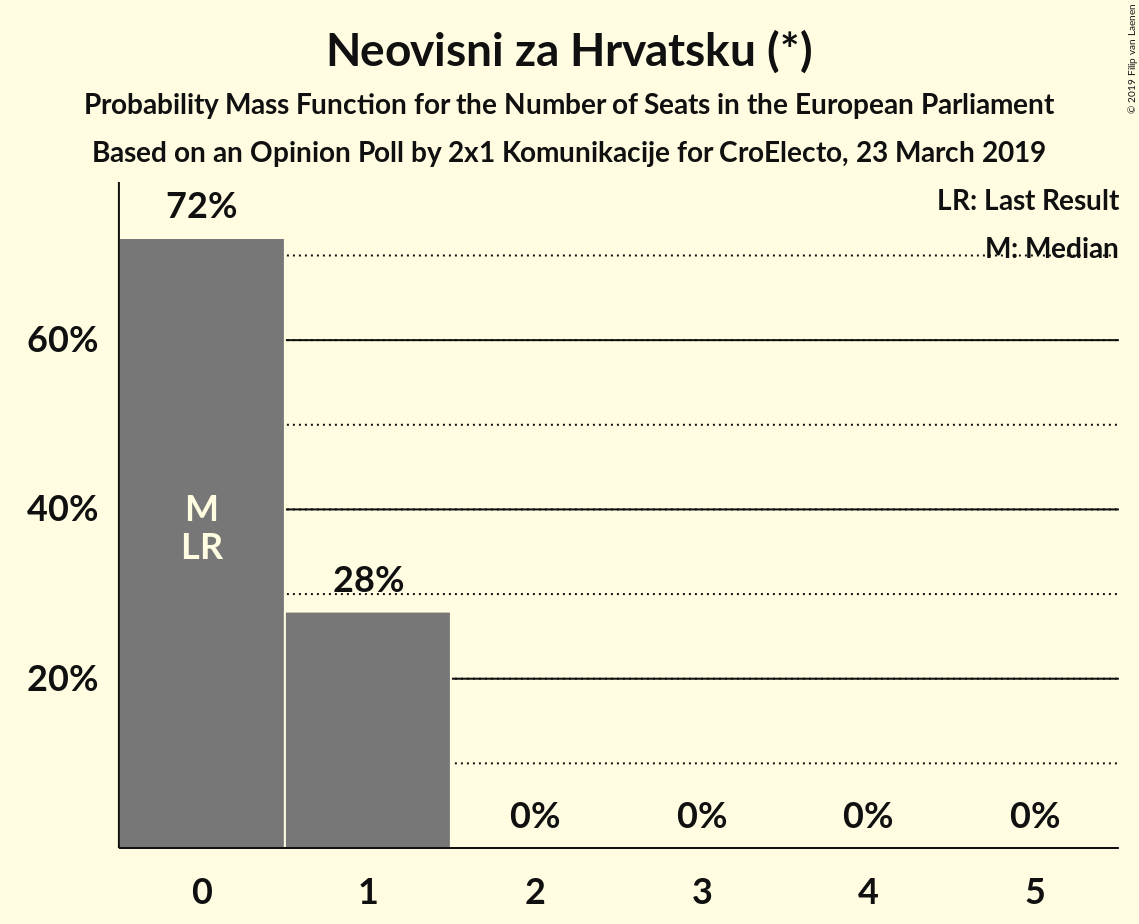 Neovisni za Hrvatsku (*)
Probability Mass Function for the Number of Seats in the European Parliament
Based on an Opinion Poll by 2x1 Komunikacije for CroElecto, 23 March 2019
© 2019 Filip van Laenen
LR: Last Result
M: Median
72%
60%
40%
20%
M
LR
28%
0%
0%
0%
0%
0
1
2
3
4
5